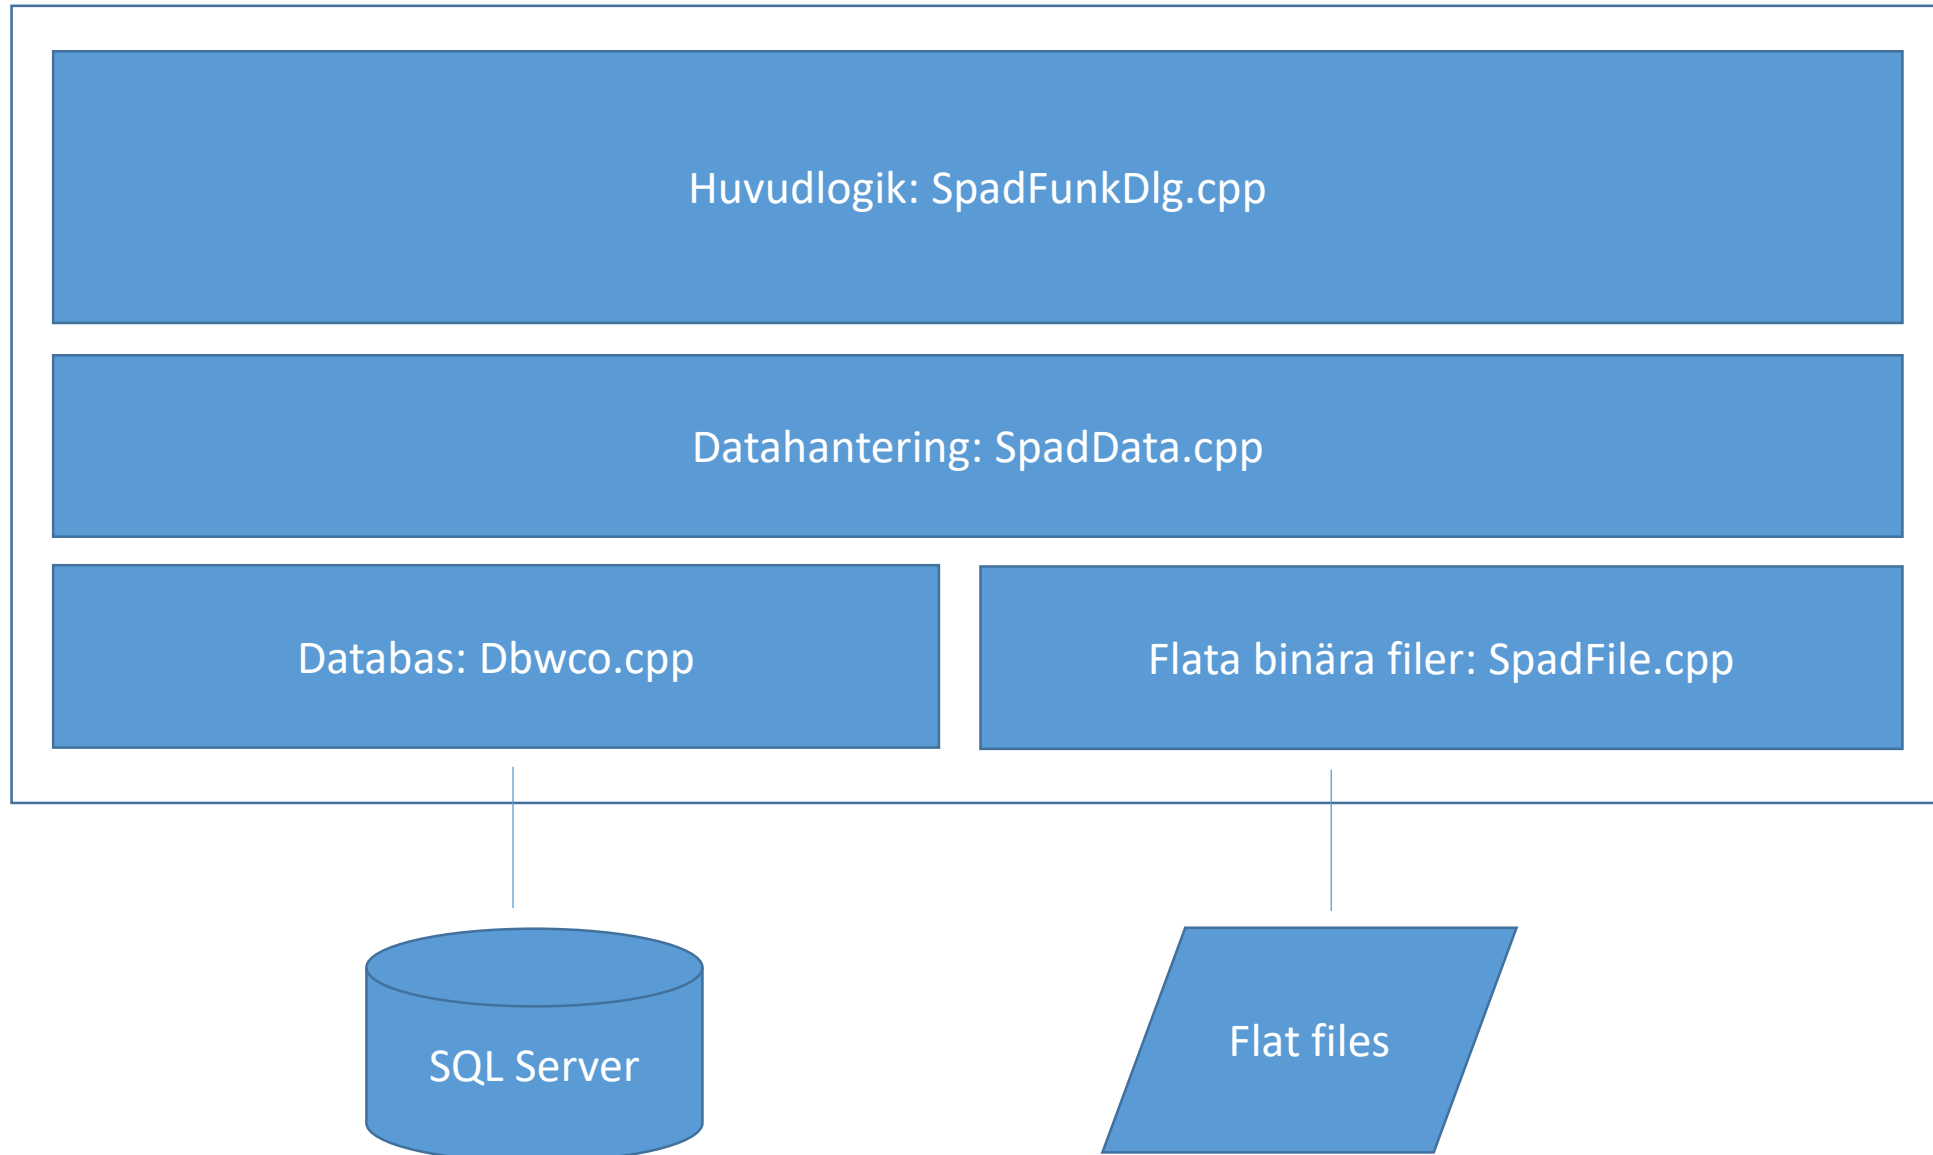 Huvudlogik: SpadFunkDlg.cpp
Datahantering: SpadData.cpp
Databas: Dbwco.cpp
Flata binära filer: SpadFile.cpp
SQL Server
Flat files